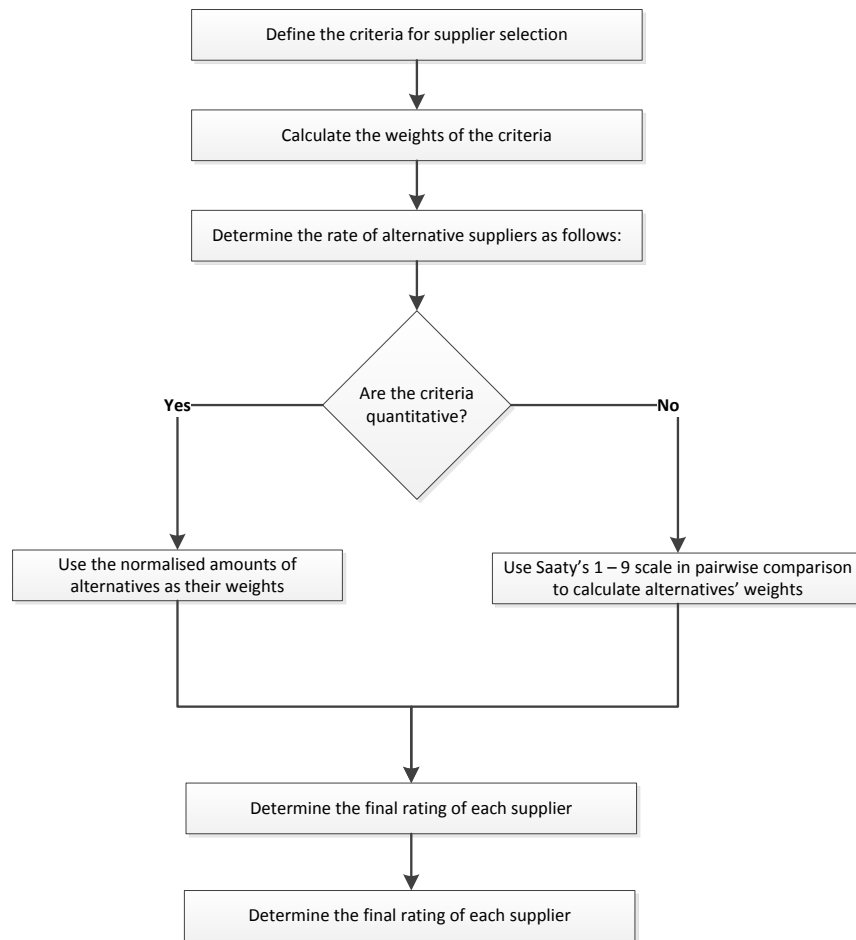 Define the criteria for supplier selection
Calculate the weights of the criteria
Determine the rate of alternative suppliers as follows:
Are the criteria
quantitative?
Yes
No
Use the normalised amounts of
alternatives as their weights
Use Saaty's 1 – 9 scale in pairwise comparison
to calculate alternatives' weights
Determine the final rating of each supplier
Determine the final rating of each supplier